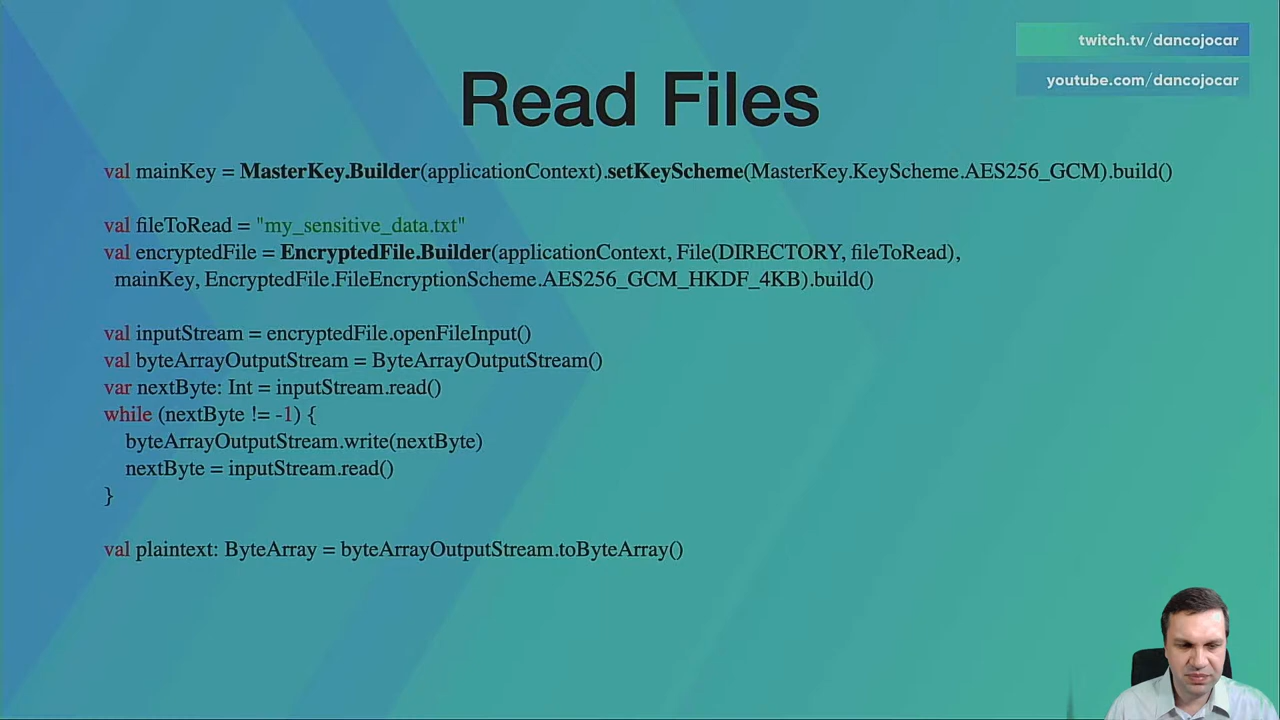 twitch.tv/dancojocar
youtube.com/dancojocar
Read Files
val mainKey = MasterKey.Builder(applicationContext).setKeyScheme(MasterKey.KeyScheme.AES256_GCM).build()
val fileToRead = "my_sensitive_data.txt"
val encryptedFile = EncryptedFile.Builder(applicationContext, File(DIRECTORY, fileToRead),
mainKey, EncryptedFile.FileEncryptionScheme.AES256_GCM_HKDF_4KB).build()
val inputStream = encryptedFile.openFileInput()
val byteArrayOutputStream = ByteArrayOutputStream()
var nextByte: Int = inputStream.read()
while (nextByte != -1) {
byteArrayOutputStream.write(nextByte)
nextByte = inputStream.read()
}
val plaintext: ByteArray = byteArrayOutputStream.toByteArray()